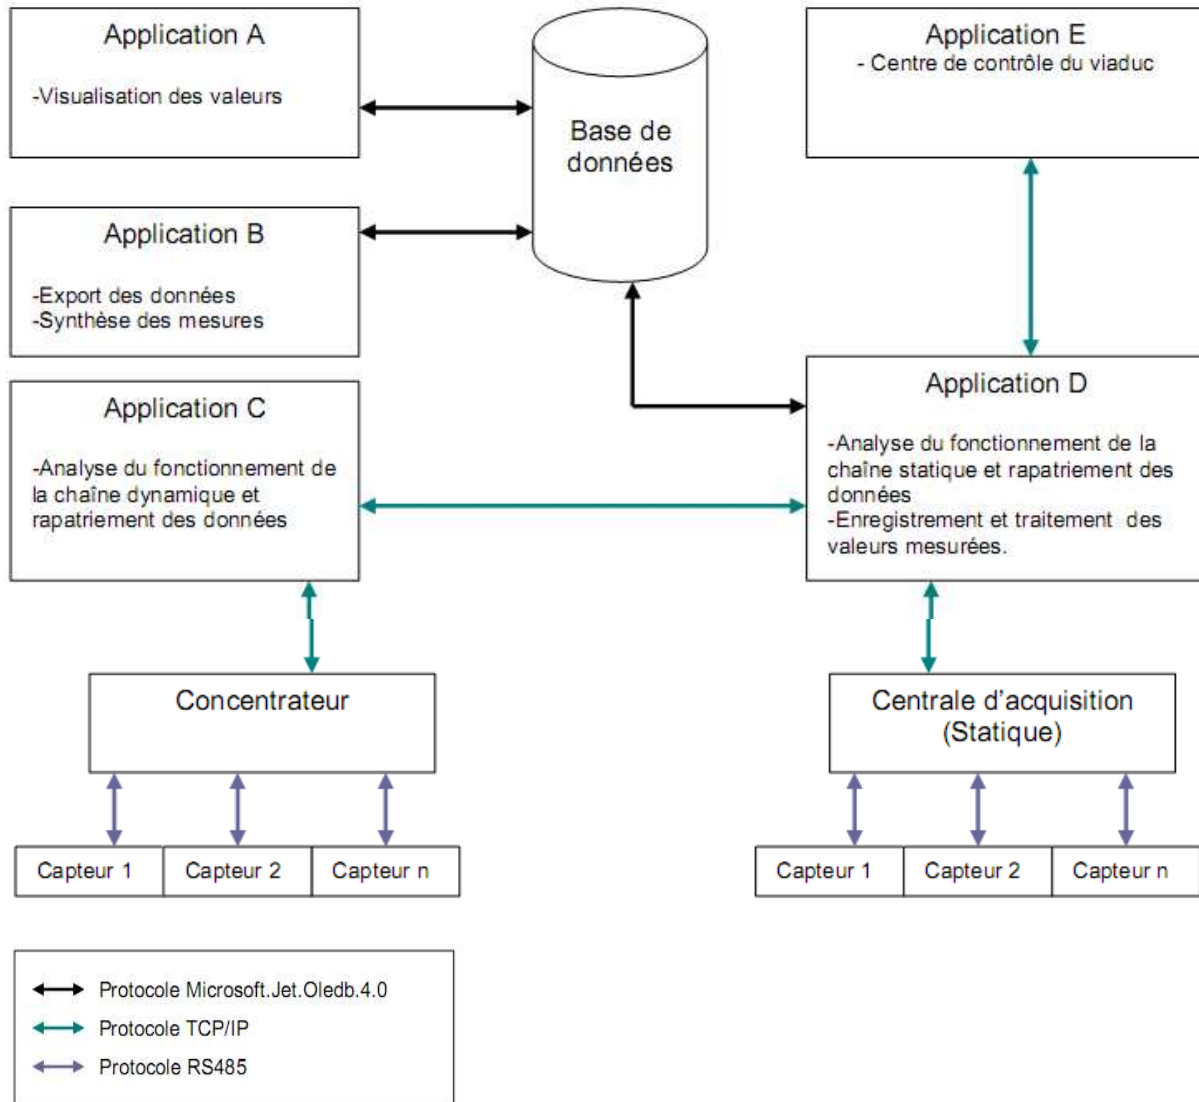 Application A
-Visualisation des valeurs
Base de
données
Application E
- Centre de contrôle du viaduc
Application B
-Export des données
-Synthèse des mesures
Application C
-Analyse du fonctionnement de
la chaîne dynamique et
rapatriement des données
Application D
-Analyse du fonctionnement de la
chaîne statique et rapatriement des
données
-Enregistrement et traitement des
valeurs mesurées.
Concentrateur
Centrale d'acquisition
(Statique)
Capteur 1
Capteur 2
Capteur n
Capteur 1
Capteur 2
Capteur n
Protocole Microsoft.Jet.Oledb.4.0
Protocole TCP/IP
Protocole RS485